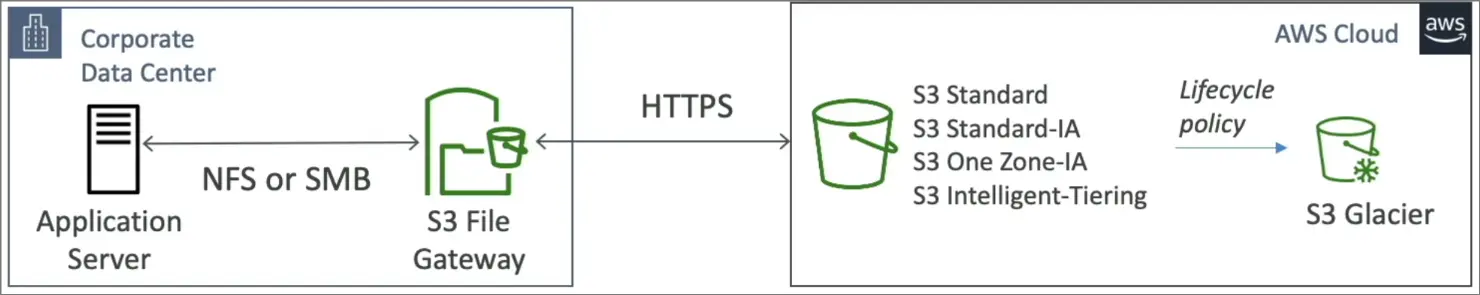 Corporate
Data Center
Application
Server
NFS or SMB
S3 File
Gateway
HTTPS
AWS Cloud
aws
S3 Standard
S3 Standard-IA
S3 One Zone-IA
S3 Intelligent-Tiering
Lifecycle
policy
S3 Glacier